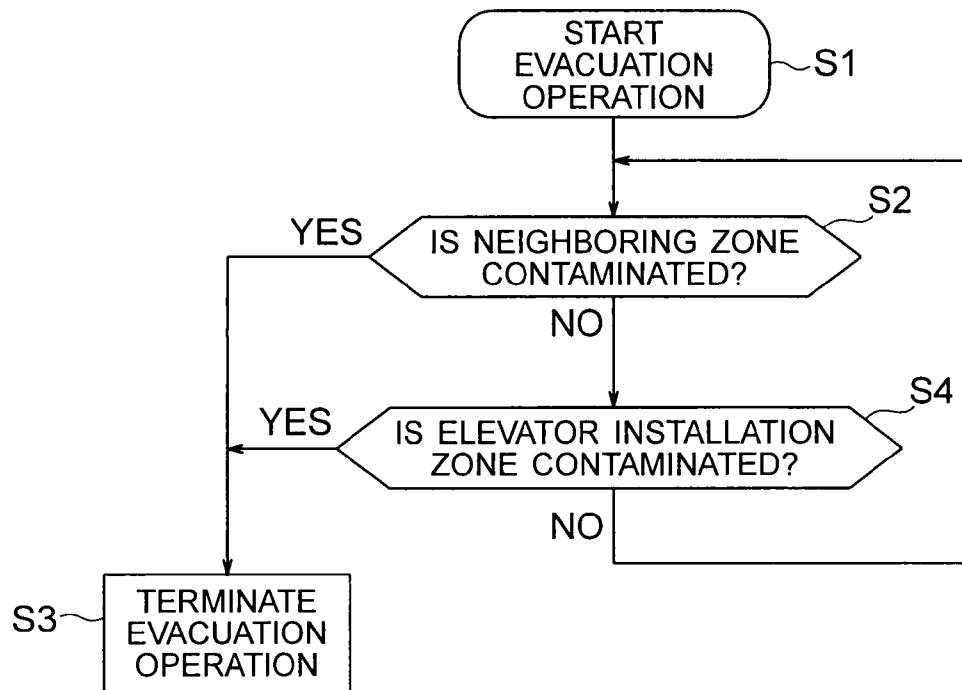 START
EVACUATION
OPERATION
S1
S2
YES
IS NEIGHBORING ZONE
CONTAMINATED?
NO
S4
YES
IS ELEVATOR INSTALLATION
ZONE CONTAMINATED?
NO
S3
TERMINATE
EVACUATION
OPERATION